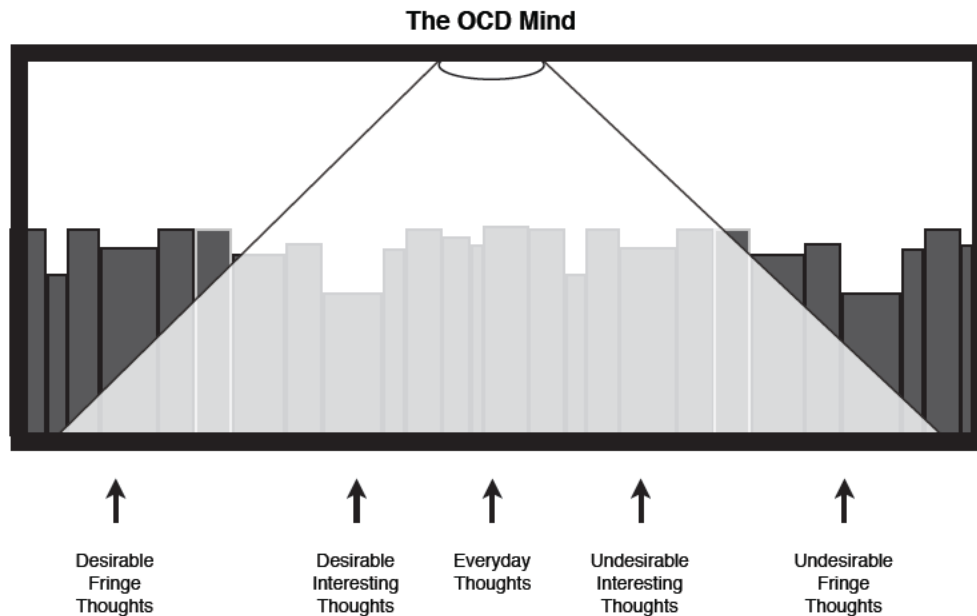 The OCD Mind
Desirable
Fringe
Thoughts
Desirable
Interesting
Thoughts
Everyday
Thoughts
Undesirable
Interesting
Thoughts
Undesirable
Fringe
Thoughts